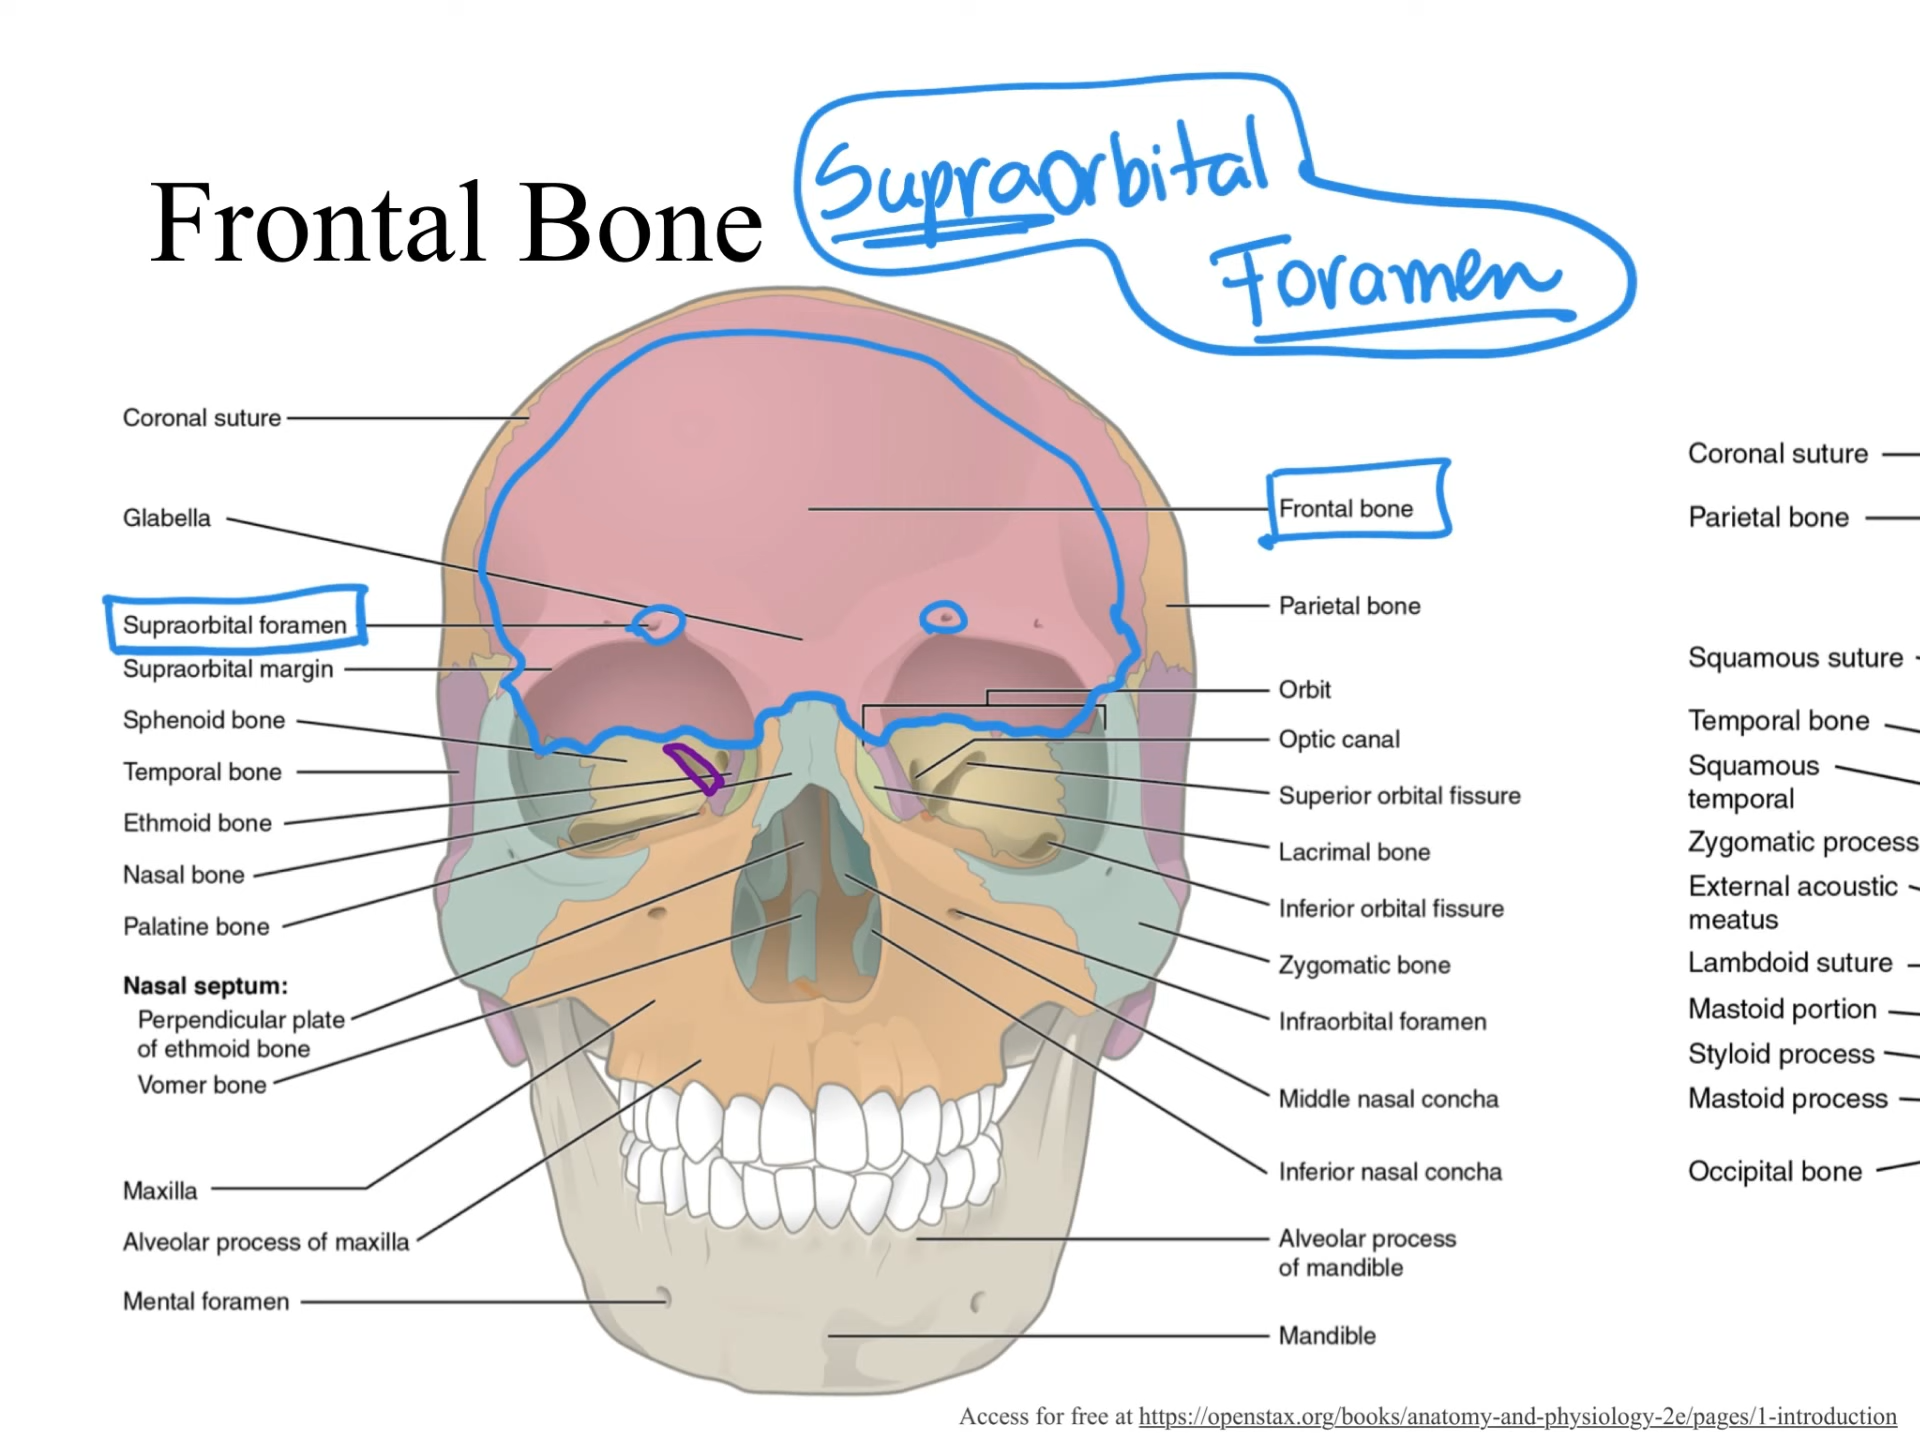 Supraorbital
Foramen
Frontal Bone
Coronal suture
Glabella
Supraorbital foramen
Supraorbital margin
Sphenoid bone
Temporal bone
Ethmoid bone
Nasal bone
Palatine bone
Nasal septum:
Perpendicular plate
of ethmoid bone
Vomer bone
Maxilla
Alveolar process of maxilla
Mental foramen
Frontal bone
Parietal bone
Orbit
Optic canal
Superior orbital fissure
Lacrimal bone
Inferior orbital fissure
Zygomatic bone
Infraorbital foramen
Middle nasal concha
Inferior nasal concha
Alveolar process
of mandible
Mandible
Coronal suture
Parietal bone
Squamous suture
Temporal bone
Squamous
temporal
Zygomatic process
External acoustic
meatus
Lambdoid suture
Mastoid portion
Styloid process
Mastoid process
Occipital bone
Access for free at https://openstax.org/books/anatomy-and-physiology-2e/pages/1-introduction